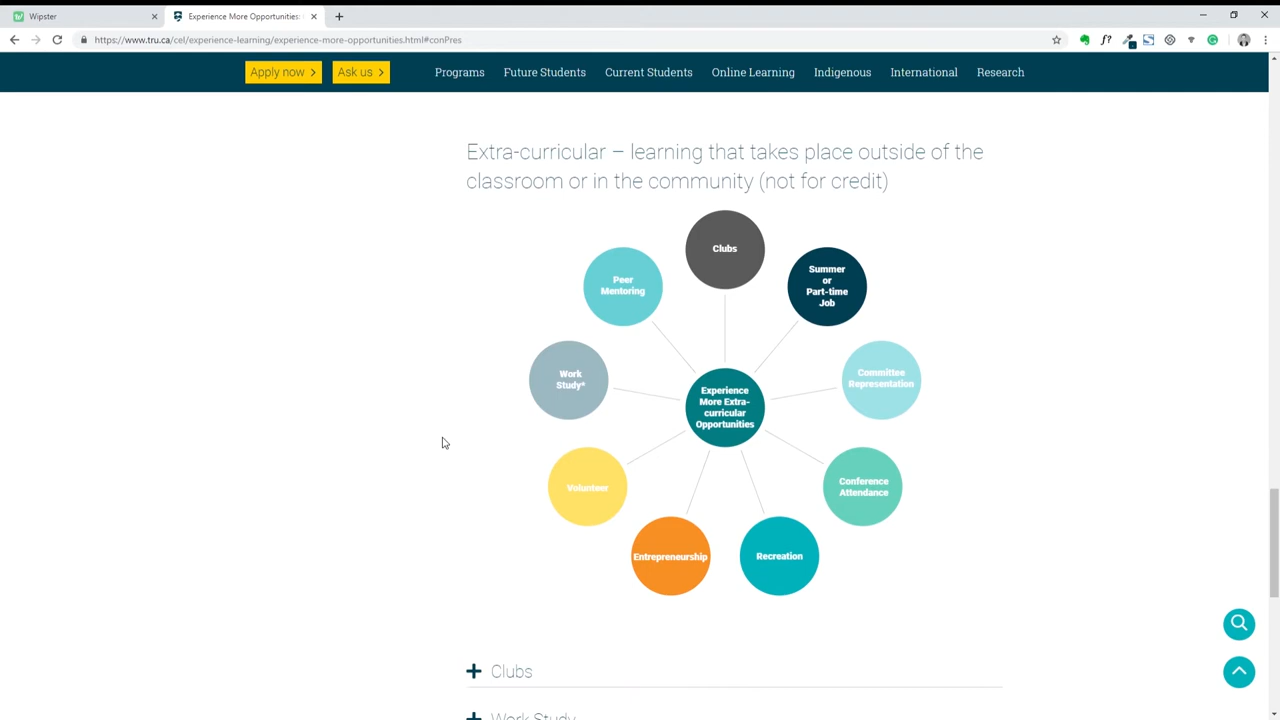 Wipster
Experience More Opportunities:
https://www.tru.ca/cel/experience-learning/experience-more-opportunities.html#conPres
f?
Apply now
Ask us
Programs
Future Students
Current Students
Online Learning
Indigenous
International
Research
Extra-curricular – learning that takes place outside of the
classroom or in the community (not for credit)
Clubs
Summer
or
Part-time
Job
Peer
Mentoring
Work
Study*
Committee
Representation
Experience
More Extra-
curricular
Opportunities
Volunteer
Conference
Attendance
Entrepreneurship
Recreation
Clubs
Work Study